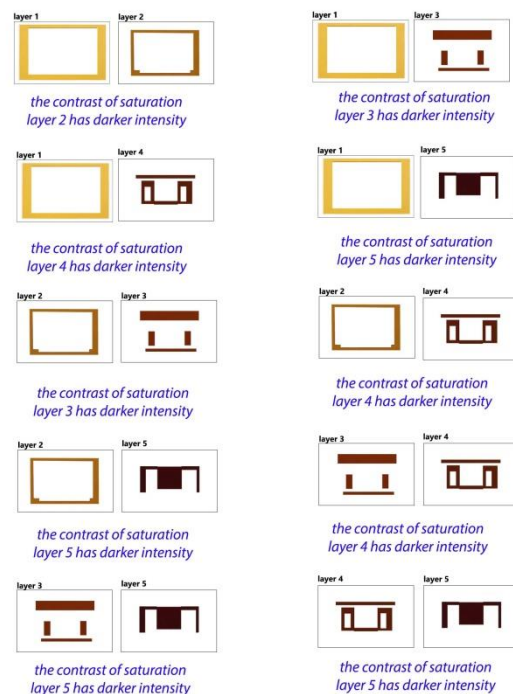 layer 1 layer 2
the contrast of saturation
layer 2 has darker intensity
layer 1 layer 3
the contrast of saturation
layer 3 has darker intensity
layer 1 layer 4
the contrast of saturation
layer 4 has darker intensity
layer 1 layer 5
the contrast of saturation
layer 5 has darker intensity
layer 2 layer 3
the contrast of saturation
layer 3 has darker intensity
layer 2 layer 4
the contrast of saturation
layer 4 has darker intensity
layer 2 layer 5
the contrast of saturation
layer 5 has darker intensity
layer 3 layer 4
the contrast of saturation
layer 4 has darker intensity
layer 3 layer 5
the contrast of saturation
layer 5 has darker intensity
layer 4 layer 5
the contrast of saturation
layer 5 has darker intensity